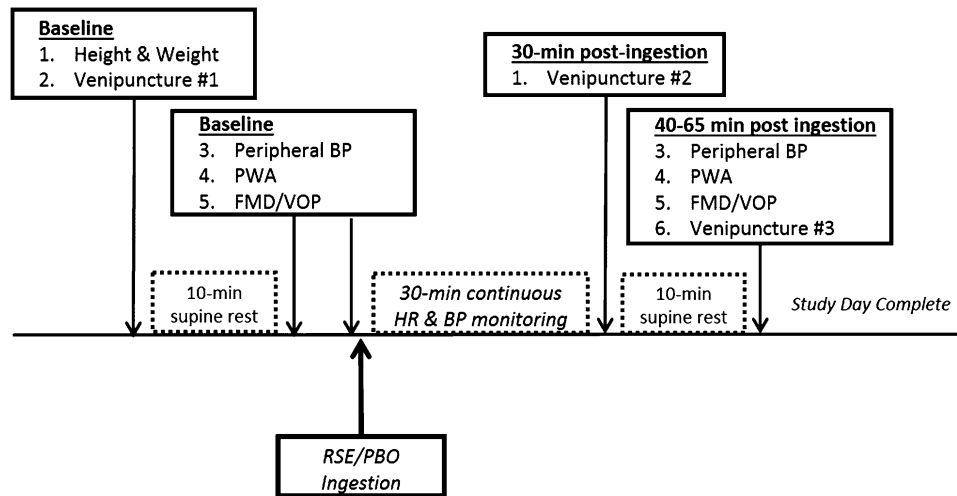 Baseline
1. Height & Weight
2. Venipuncture #1
Baseline
3. Peripheral BP
4. PWA
5. FMD/VOP
30-min post-ingestion
1. Venipuncture #2
40-65 min post ingestion
3. Peripheral BP
4. PWA
5. FMD/VOP
6. Venipuncture #3
10-min
supine rest
30-min continuous
HR & BP monitoring
10-min
supine rest
Study Day Complete
RSE/PBO
Ingestion